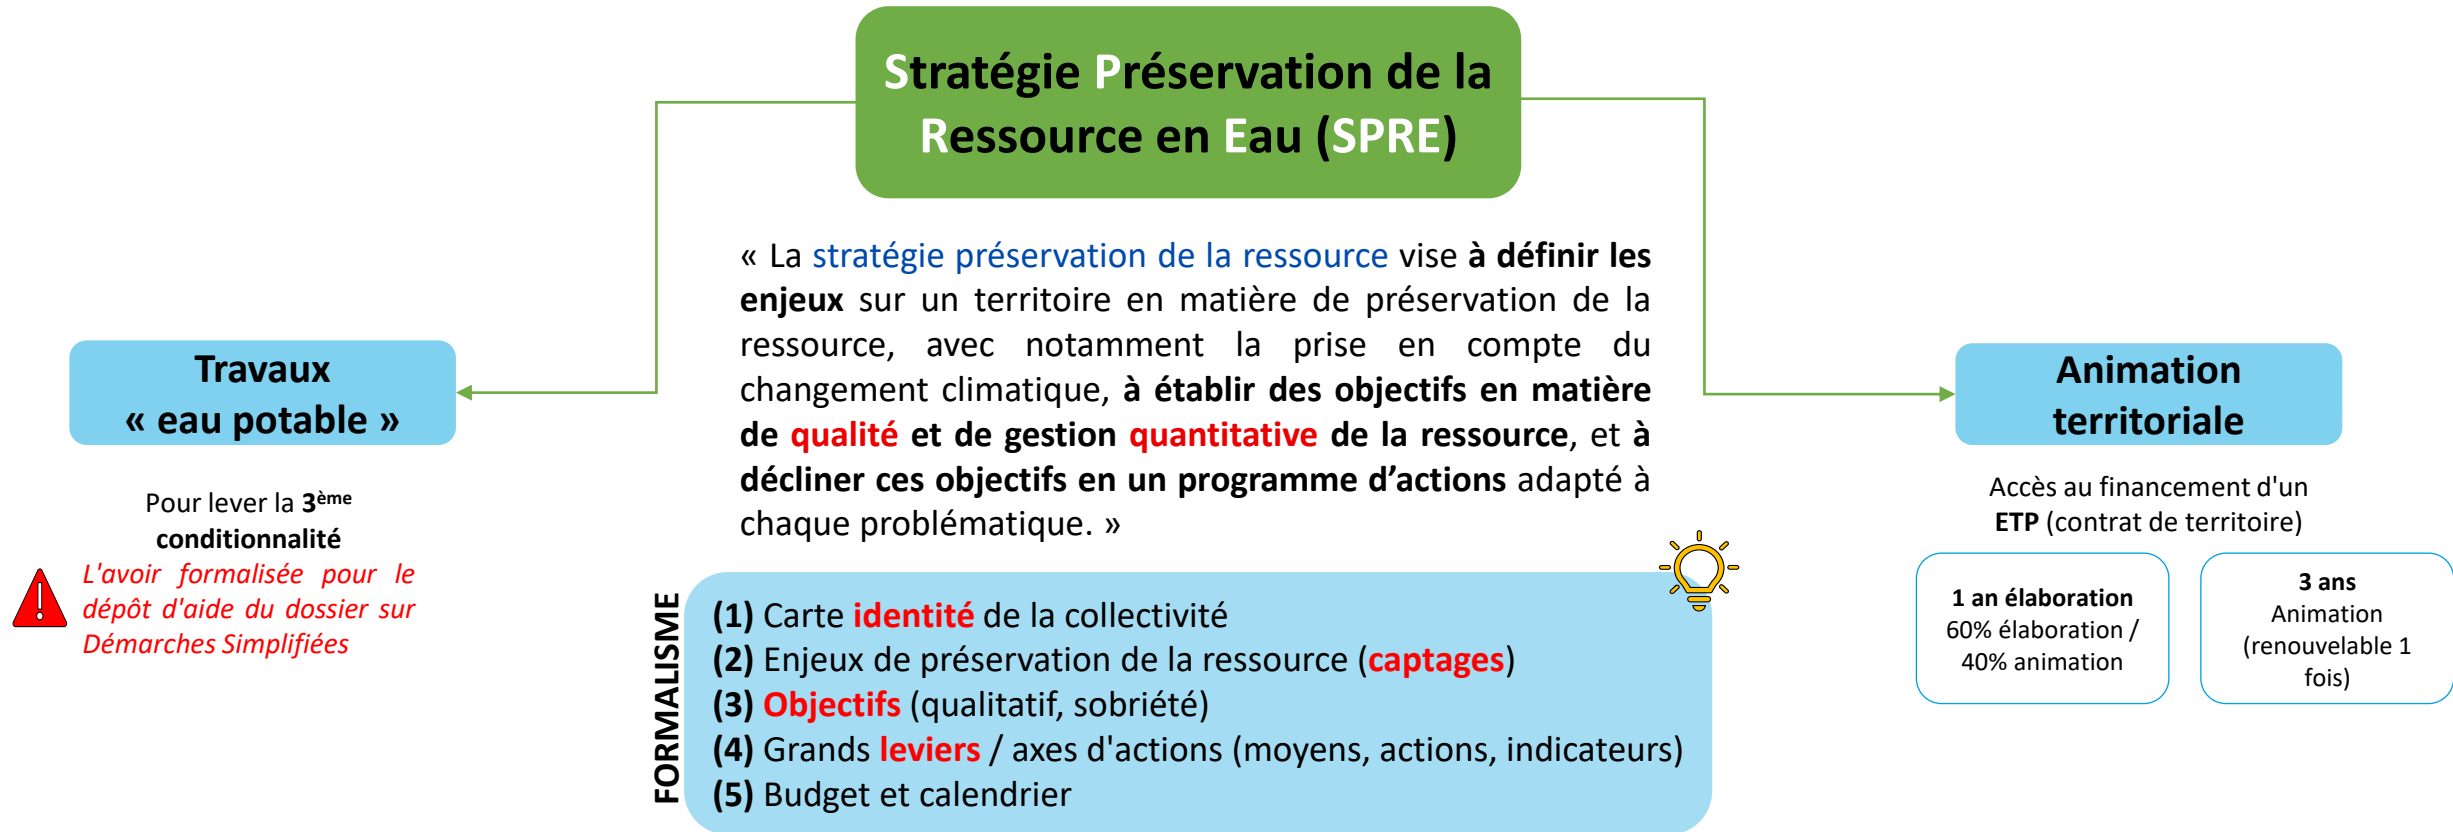 Stratégie Préservation de la
Ressource en Eau (SPRE)
« La stratégie préservation de la ressource vise à définir les
enjeux sur un territoire en matière de préservation de la
ressource, avec notamment la prise en compte du
changement climatique, à établir des objectifs en matière
de qualité et de gestion quantitative de la ressource, et à
décliner ces objectifs en un programme d’actions adapté à
chaque problématique. »
Travaux
« eau potable »
Pour lever la 3ème
conditionnalité
L'avoir formalisée pour le
dépôt d'aide du dossier sur
Démarches Simplifiées
FORMALISME
(1) Carte identité de la collectivité
(2) Enjeux de préservation de la ressource (captages)
(3) Objectifs (qualitatif, sobriété)
(4) Grands leviers / axes d'actions (moyens, actions, indicateurs)
(5) Budget et calendrier
Animation
territoriale
Accès au financement d'un
ETP (contrat de territoire)
1 an élaboration
60% élaboration /
40% animation
3 ans
Animation
(renouvelable 1
fois)